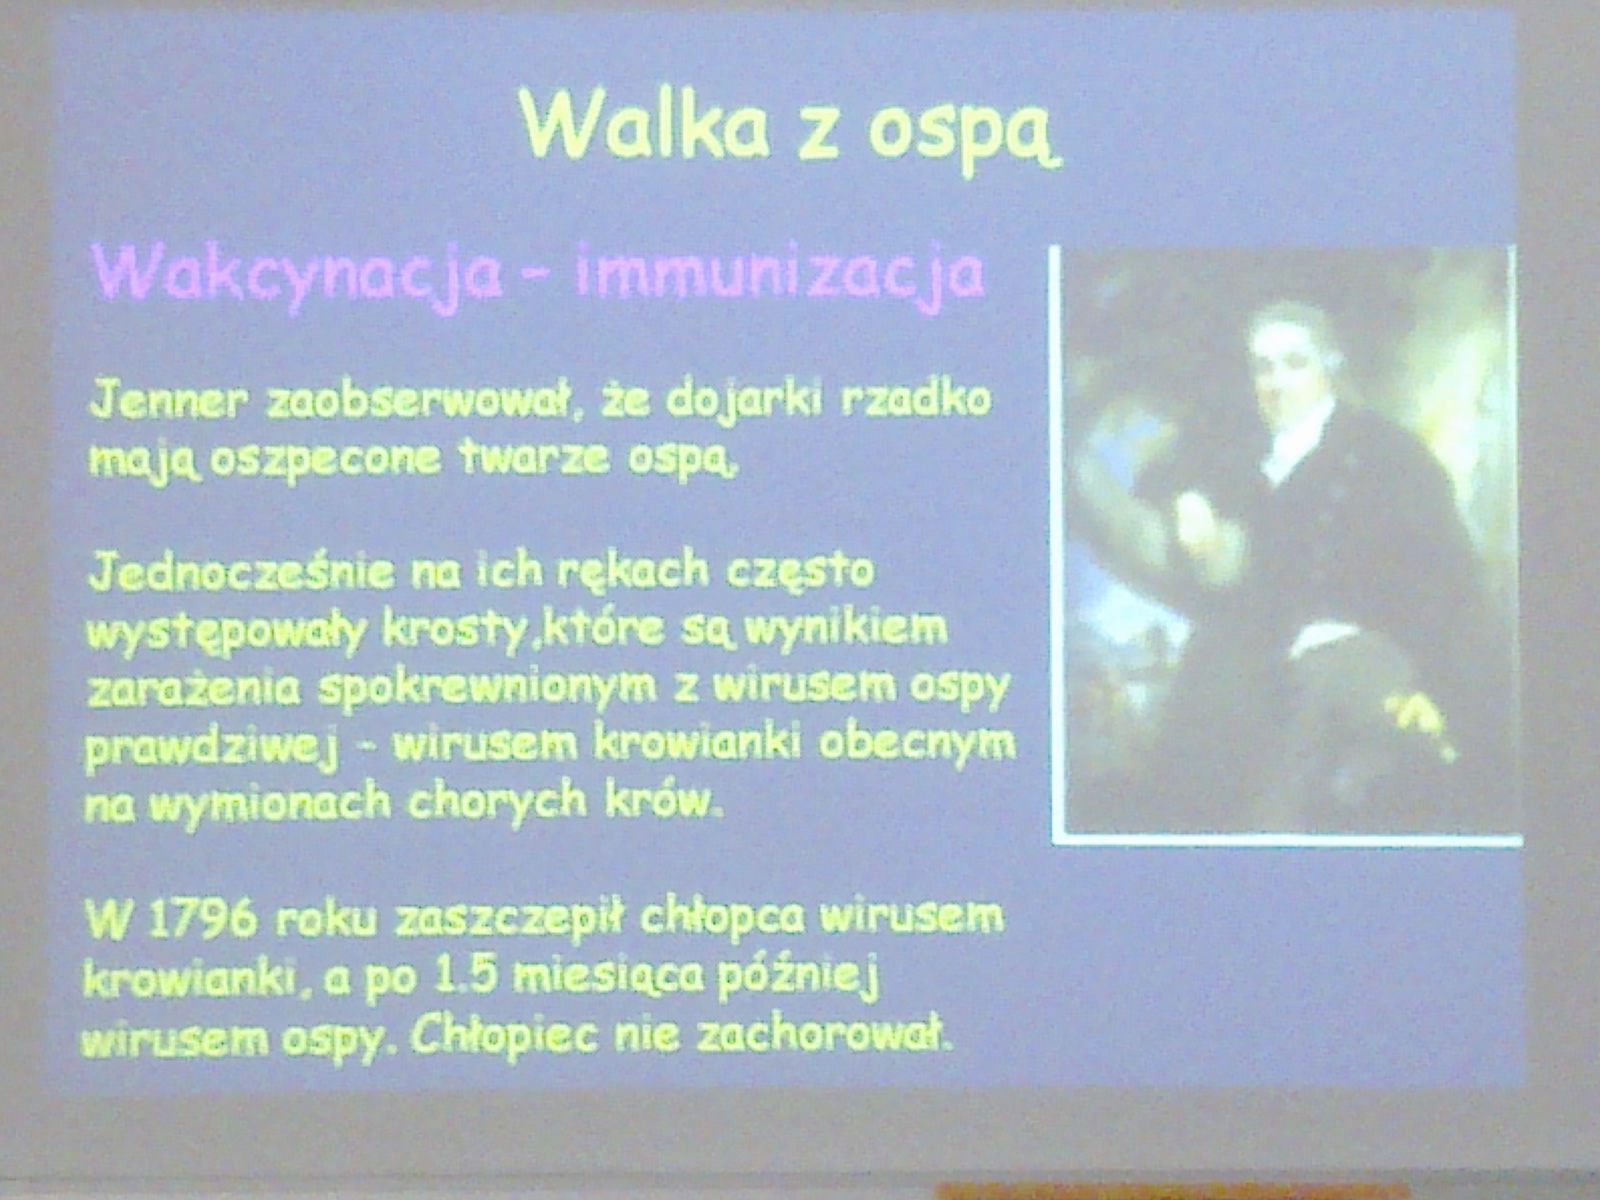 Walka z ospą
Wakcynacja - immunizacja
Jenner zaobserwował, że dojarki rzadko
mają oszpecone twarze ospą.
Jednocześnie na ich rękach często
występowały krosty,które są wynikiem
zarażenia spokrewnionym z wirusem ospy
prawdziwej - wirusem krowianki obecnym
na wymionach chorych krów.
W 1796 roku zaszczepił chłopca wirusem
krowianki, a po 1.5 miesiąca później
wirusem ospy. Chłopiec nie zachorował.